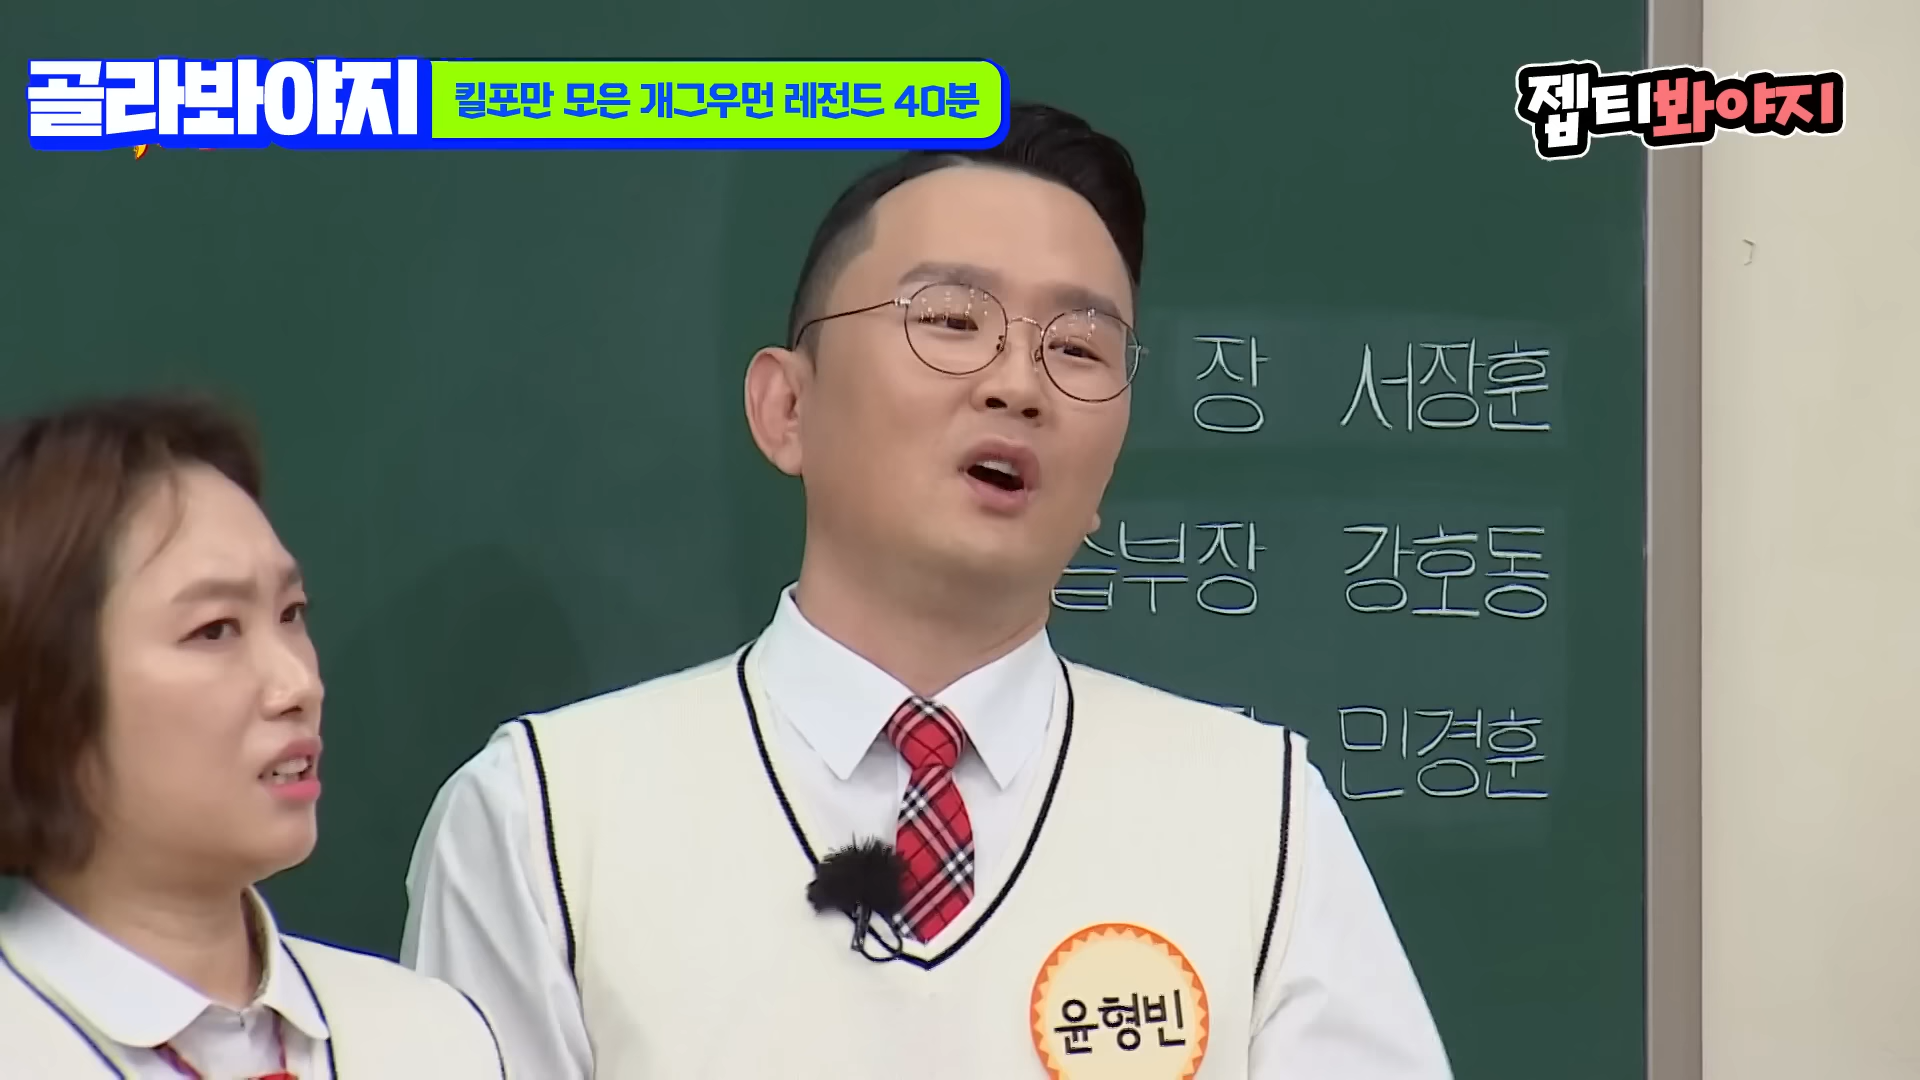 골라봐야지 킬포만 모은 개그우먼 레전드 40분
젭티봐야지
장 서장훈
습부장 강호동
민경훈
윤형빈